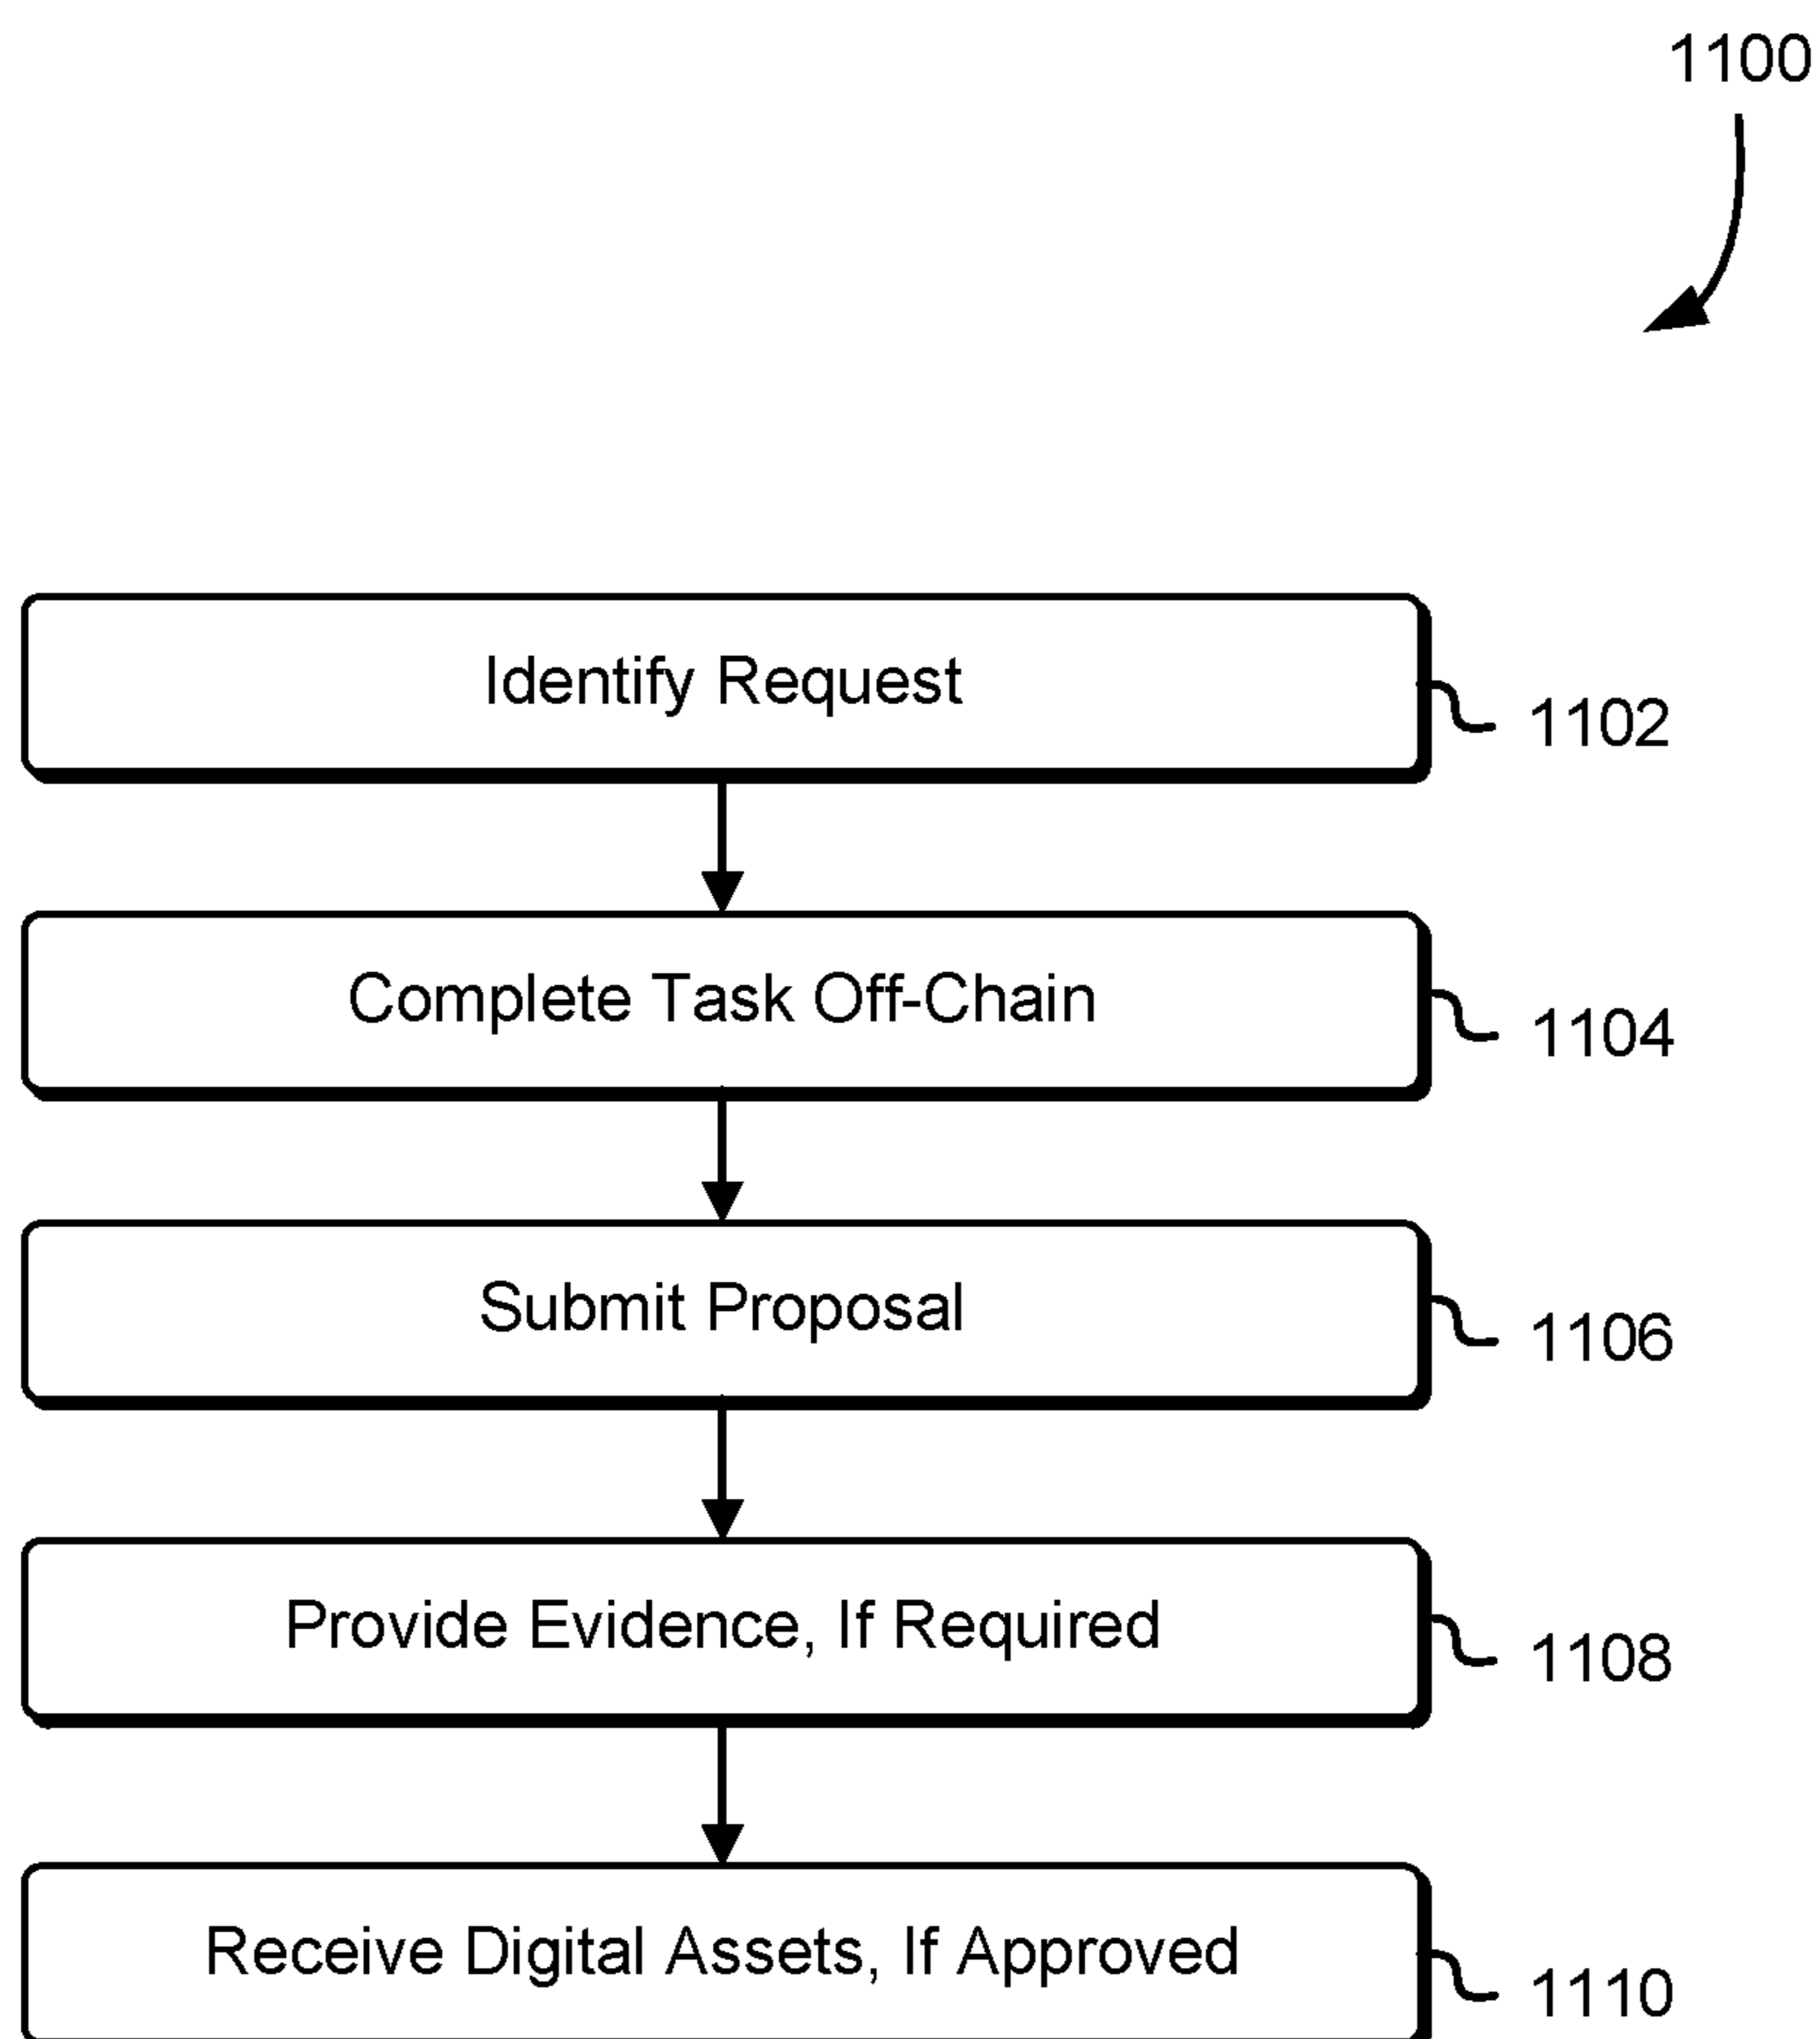 1100
Identify Request
1102
Complete Task Off-Chain
1104
Submit Proposal
1106
Provide Evidence, If Required
1108
Receive Digital Assets, If Approved
1110